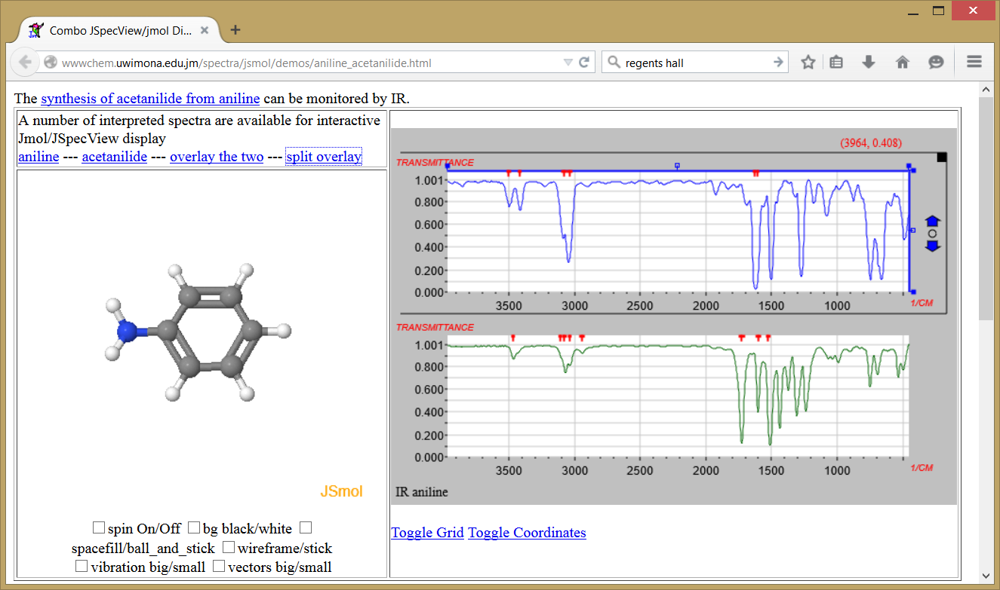 Combo JSpecView/jmol Di...
wwwchem.uwimona.edu.jm/spectra/jsmol/demos/aniline_acetanilide.html
regents hall
The synthesis of acetanilide from aniline can be monitored by IR.
A number of interpreted spectra are available for interactive
Jmol/JSpecView display
aniline --- acetanilide --- overlay the two --- split overlay
JSmol
spin On/Off bg black/white
spacefill/ball_and_stick wireframe/stick
vibration big/small vectors big/small
(3964, 0.408)
TRANSMITTANCE
1.001
0.800
0.600
0.400
0.200
0.000
3500 3000 2500 2000 1500 1000
1/CM
TRANSMITTANCE
1.001
0.800
0.600
0.400
0.200
0.000
3500 3000 2500 2000 1500 1000
1/CM
IR aniline
Toggle Grid Toggle Coordinates